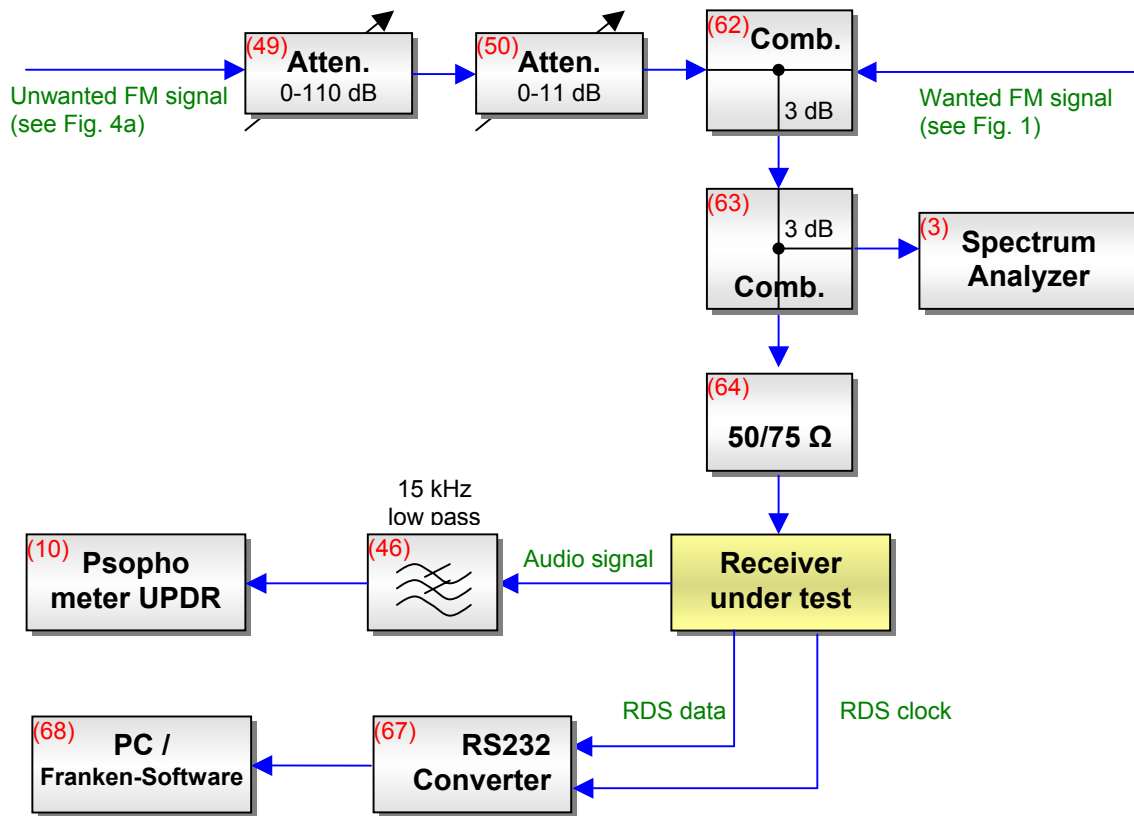 (49)
Atten.
0-110 dB
(50)
Atten.
0-11 dB
(62)
Comb.
3 dB
Unwanted FM signal
(see Fig. 4a)
Wanted FM signal
(see Fig. 1)
(63)
3 dB
Comb.
(3)
Spectrum
Analyzer
(64)
50/75 Ω
15 kHz
low pass
(10)
Psopho
meter UPDR
(46)
Audio signal
Receiver
under test
RDS data
RDS clock
(68)
PC /
Franken-Software
(67)
RS232
Converter